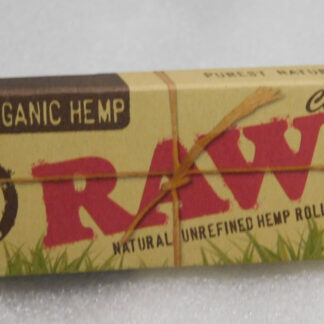 PUREST NATUR
GANIC HEMP
C
RAW
NATURAL UNREFINED HEMP ROLL